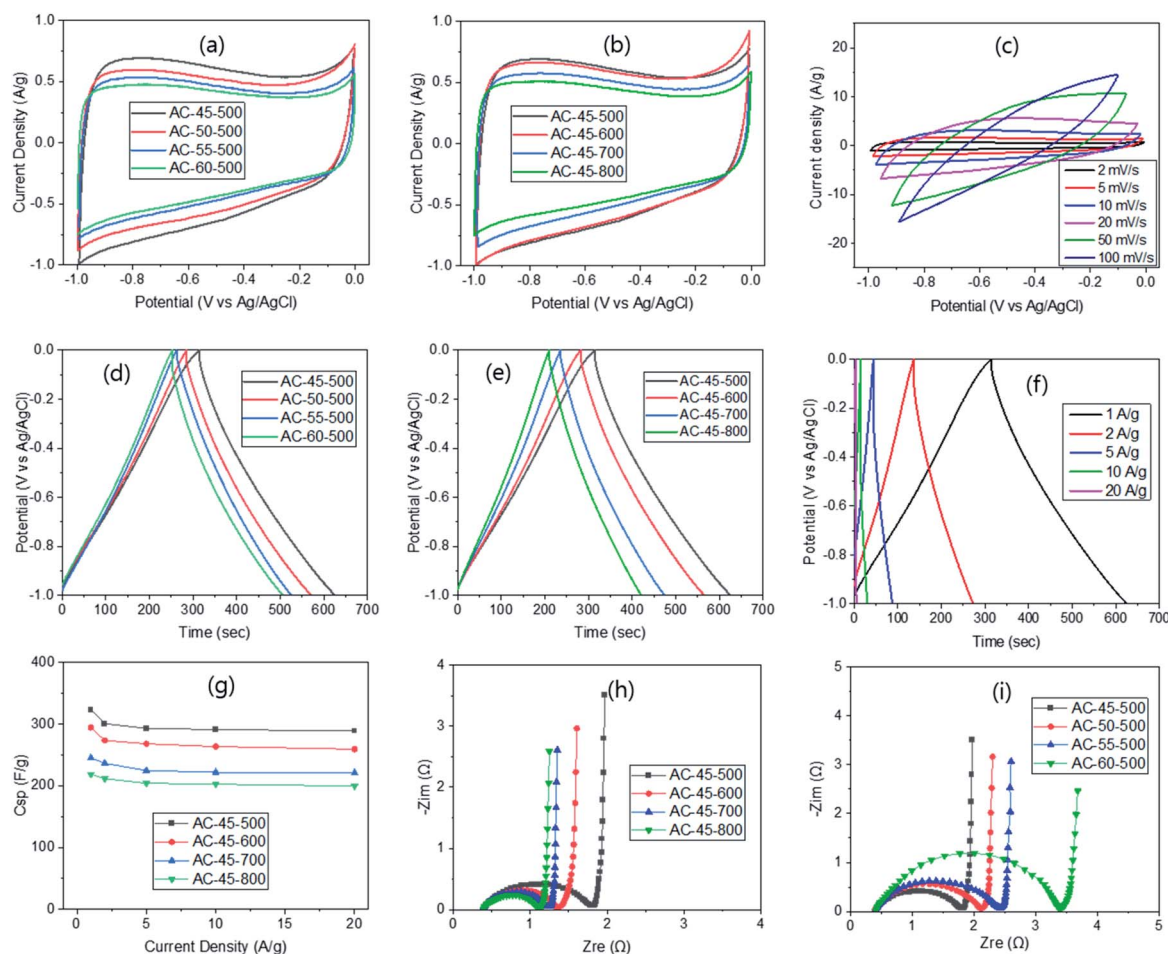 (a)
1.0
0.5
0.0
-0.5
-1.0
Current Density (A/g)
AC-45-500
AC-50-500
AC-55-500
AC-60-500
-1.0 -0.8 -0.6 -0.4 -0.2 0.0
Potential (V vs Ag/AgCl)
(b)
1.0
0.5
0.0
-0.5
-1.0
Current Density (A/g)
AC-45-500
AC-45-600
AC-45-700
AC-45-800
-1.0 -0.8 -0.6 -0.4 -0.2 0.0
Potential (V vs Ag/AgCl)
(c)
20
10
0
-10
-20
Current density (A/g)
2 mV/s
5 mV/s
10 mV/s
20 mV/s
50 mV/s
100 mV/s
-1.0 -0.8 -0.6 -0.4 -0.2 0.0
Potential (V vs Ag/AgCl)
(d)
0.0
-0.2
-0.4
-0.6
-0.8
-1.0
Potential (V vs Ag/AgCl)
AC-45-500
AC-50-500
AC-55-500
AC-60-500
0 100 200 300 400 500 600 700
Time (sec)
(e)
0.0
-0.2
-0.4
-0.6
-0.8
-1.0
Potential (V vs Ag/AgCl)
AC-45-500
AC-45-600
AC-45-700
AC-45-800
0 100 200 300 400 500 600 700
Time (sec)
(f)
0.0
-0.2
-0.4
-0.6
-0.8
-1.0
Potential (V vs Ag/AgCl)
1 A/g
2 A/g
5 A/g
10 A/g
20 A/g
0 100 200 300 400 500 600 700
Time (sec)
(g)
400
300
200
100
0
Csp (F/g)
AC-45-500
AC-45-600
AC-45-700
AC-45-800
0 5 10 15 20
Current Density (A/g)
(h)
4
3
2
1
0
-Zim (Ω)
AC-45-500
AC-45-600
AC-45-700
AC-45-800
0 1 2 3 4
Zre (Ω)
(i)
5
4
3
2
1
0
-Zim (Ω)
AC-45-500
AC-50-500
AC-55-500
AC-60-500
0 1 2 3 4 5
Zre (Ω)